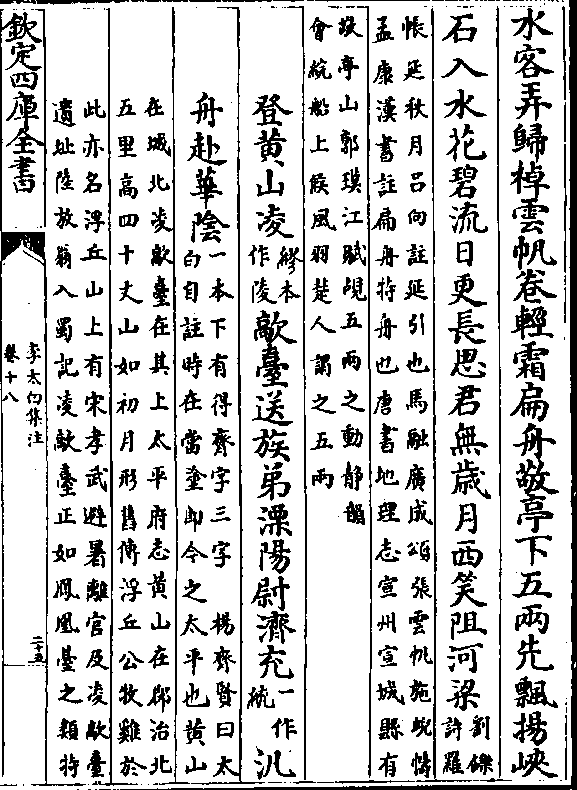 水客弄歸棹雲帆卷輕霜扁舟敬亭下五兩先飄揚峽
石入水花碧流日更長思君無歲月西笑阻河梁劉鑠詩羅
帳延秋月吕向註延引也馬融廣成頌張雲帆施蜺幬
孟康漢書註扁舟特舟也唐書地理志宣州宣城縣有
敬亭山郭璞江賦覘五兩之動静韻
會綄船上候風羽楚人謂之五兩
登黄山凌繆本作陵歊臺送族弟溧陽尉濟充一作統汎
舟赴華陰一本下有得齊字三字 楊齊賢曰太
白自註時在當塗即今之太平也黄山
在城北凌歊臺在其上太平府志黄山在郡治北
五里高四十丈山如初月形舊傳浮丘公牧雞於
此亦名浮丘山上有宋孝武避暑離宫及凌歊臺
遺址陸放翁入蜀記凌歊臺正如鳳凰臺之類特
欽定四庫全書
李太白集注
卷十八
二十五